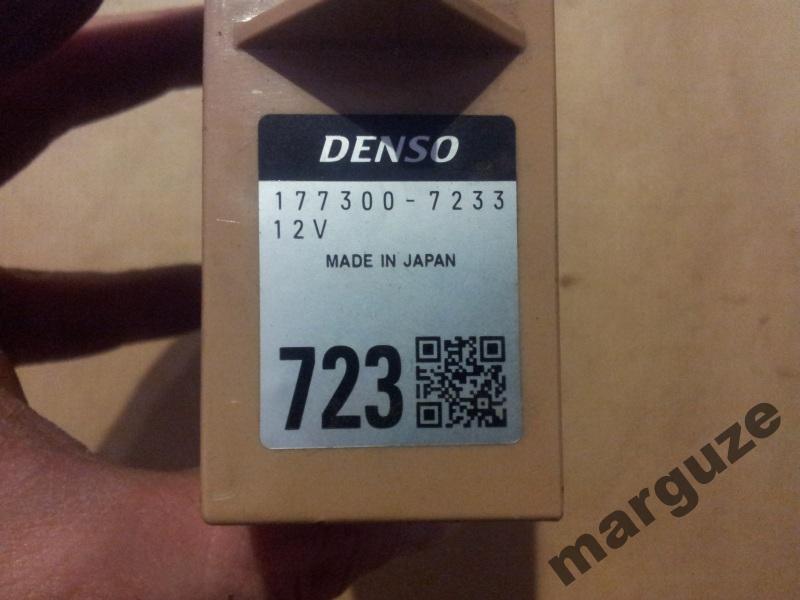 DENSO
177300-7233
12V
MADE IN JAPAN
723
marguze